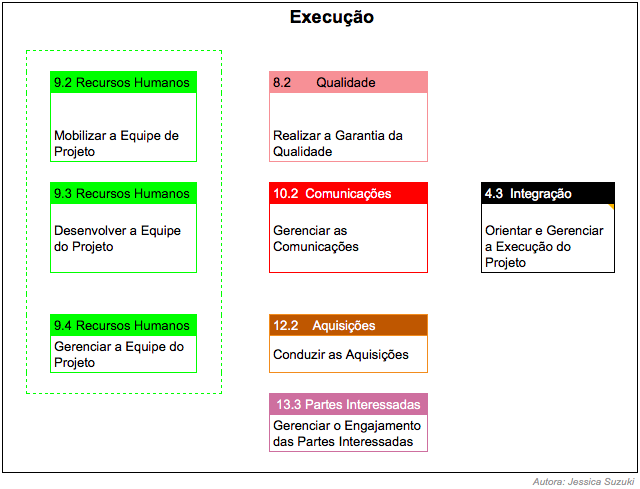 Execução
9.2 Recursos Humanos
Mobilizar a Equipe de
Projeto
9.3 Recursos Humanos
Desenvolver a Equipe
do Projeto
9.4 Recursos Humanos
Gerenciar a Equipe do
Projeto
8.2 Qualidade
Realizar a Garantia da
Qualidade
10.2 Comunicações
Gerenciar as
Comunicações
12.2 Aquisições
Conduzir as Aquisições
13.3 Partes Interessadas
Gerenciar o Engajamento
das Partes Interessadas
4.3 Integração
Orientar e Gerenciar
a Execução do
Projeto
Autora: Jessica Suzuki